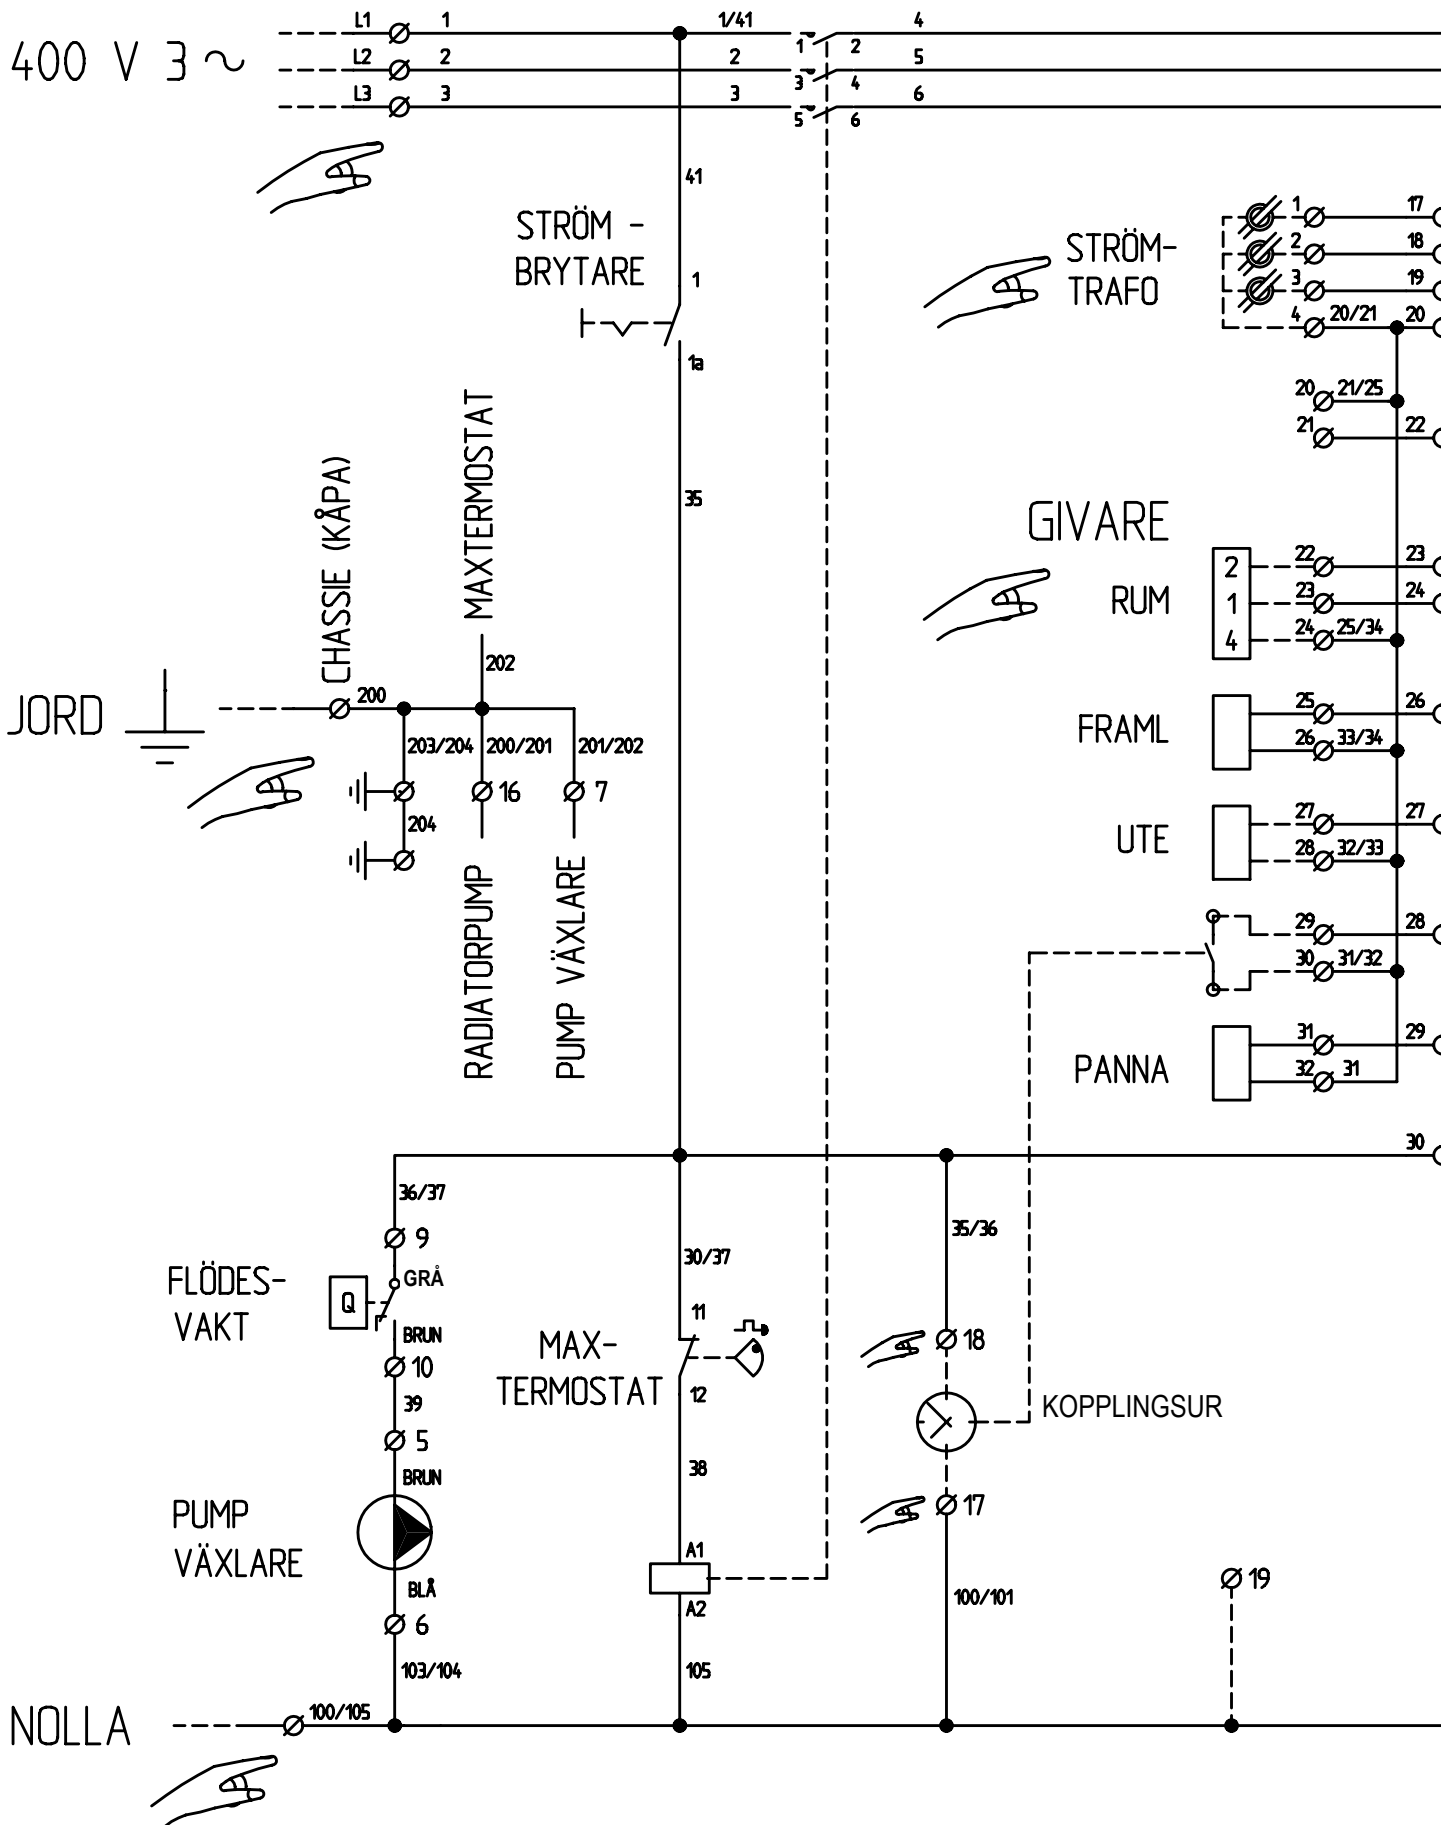 L1 1 1/41 4
400 V 3 ~
1 2
L2 2 2 5
3 4
L3 3 3 6
5 6
41
STRÖM -
BRYTARE
1
1a
STRÖM-
TRAFO
1 17
2 18
3 19
4 20/21 20
20 21/25
21 22
MAXTERMOSTAT
CHASSIE (KÅPA)
35
GIVARE
RUM
2 22 23
1 23 24
4 24 25/34
202
JORD
200
203/204 200/201 201/202
16 7
204
RADIATORPUMP
PUMP VÄXLARE
FRAML
25 26
26 33/34
UTE
27 27
28 32/33
29 28
30 31/32
PANNA
31 29
32 31
30
36/37
9
FLÖDES-
VAKT
Q
GRÅ
BRUN
10
39
5
BRUN
PUMP
VÄXLARE
BLÅ
6
103/104
30/37
11
MAX-
TERMOSTAT
12
38
A1
A2
105
35/36
18
KOPPLINGSUR
17
100/101
19
NOLLA
100/105